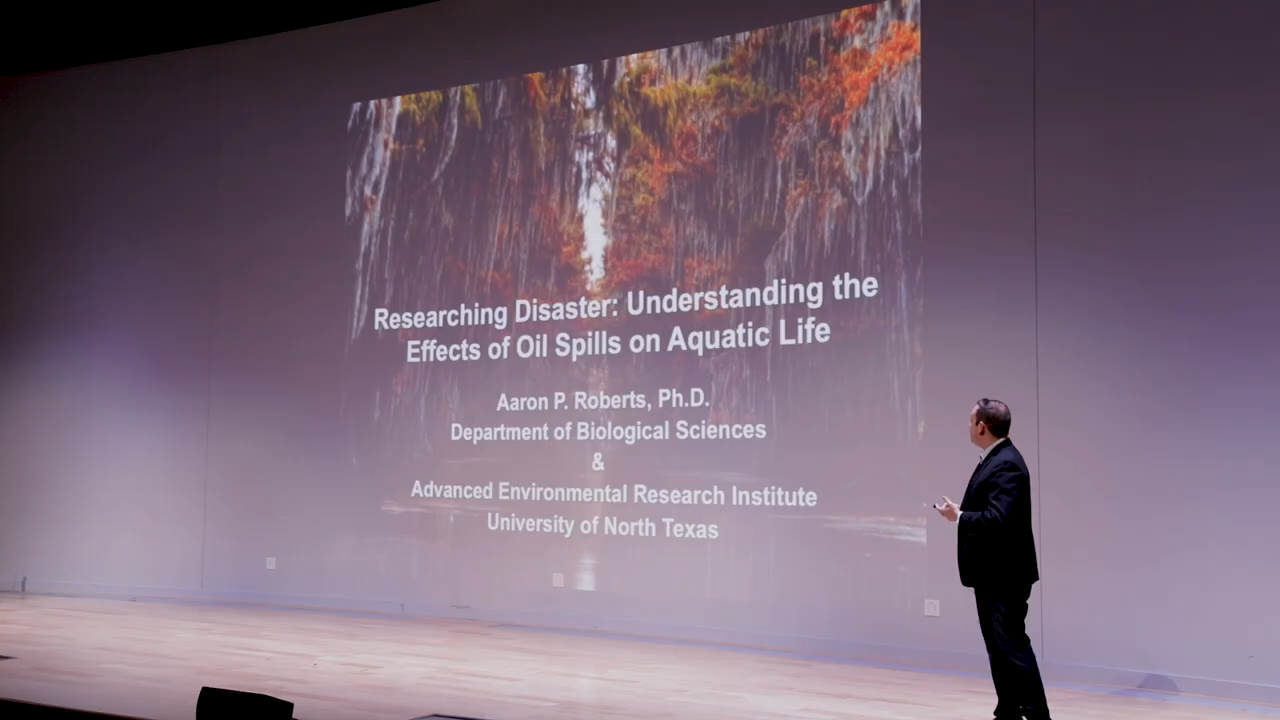 Researching Disaster: Understanding the
Effects of Oil Spills on Aquatic Life
Aaron P. Roberts, Ph.D.
Department of Biological Sciences
&
Advanced Environmental Research Institute
University of North Texas